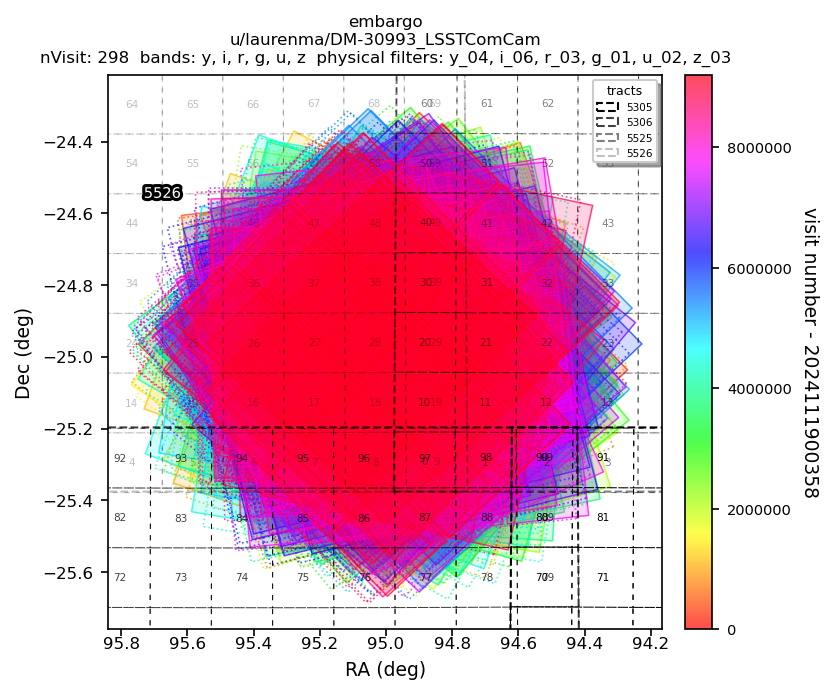 embargo
u/laurenma/DM-30993_LSSTComCam
nVisit: 298 bands: y, i, r, g, u, z physical filters: y_04, i_06, r_03, g_01, u_02, z_03
tracts
5305
5306
5525
5526
64 65 66 67 68 60 61 62
54 55 50 51 52
5526
44 47 48 40 41 42 43
34 36 37 38 30 31 32 33
25 26 27 28 20 21 22 23
14 16 17 18 10 11 12 13
92 93 94 95 96 97 98 91
4
82 83 84 85 86 87 88 81
72 73 74 75 76 77 78 71
−24.4
−24.6
−24.8
−25.0
−25.2
−25.4
−25.6
Dec (deg)
95.8 95.6 95.4 95.2 95.0 94.8 94.6 94.4 94.2
RA (deg)
8000000
6000000
4000000
2000000
0
visit number - 2024111900358